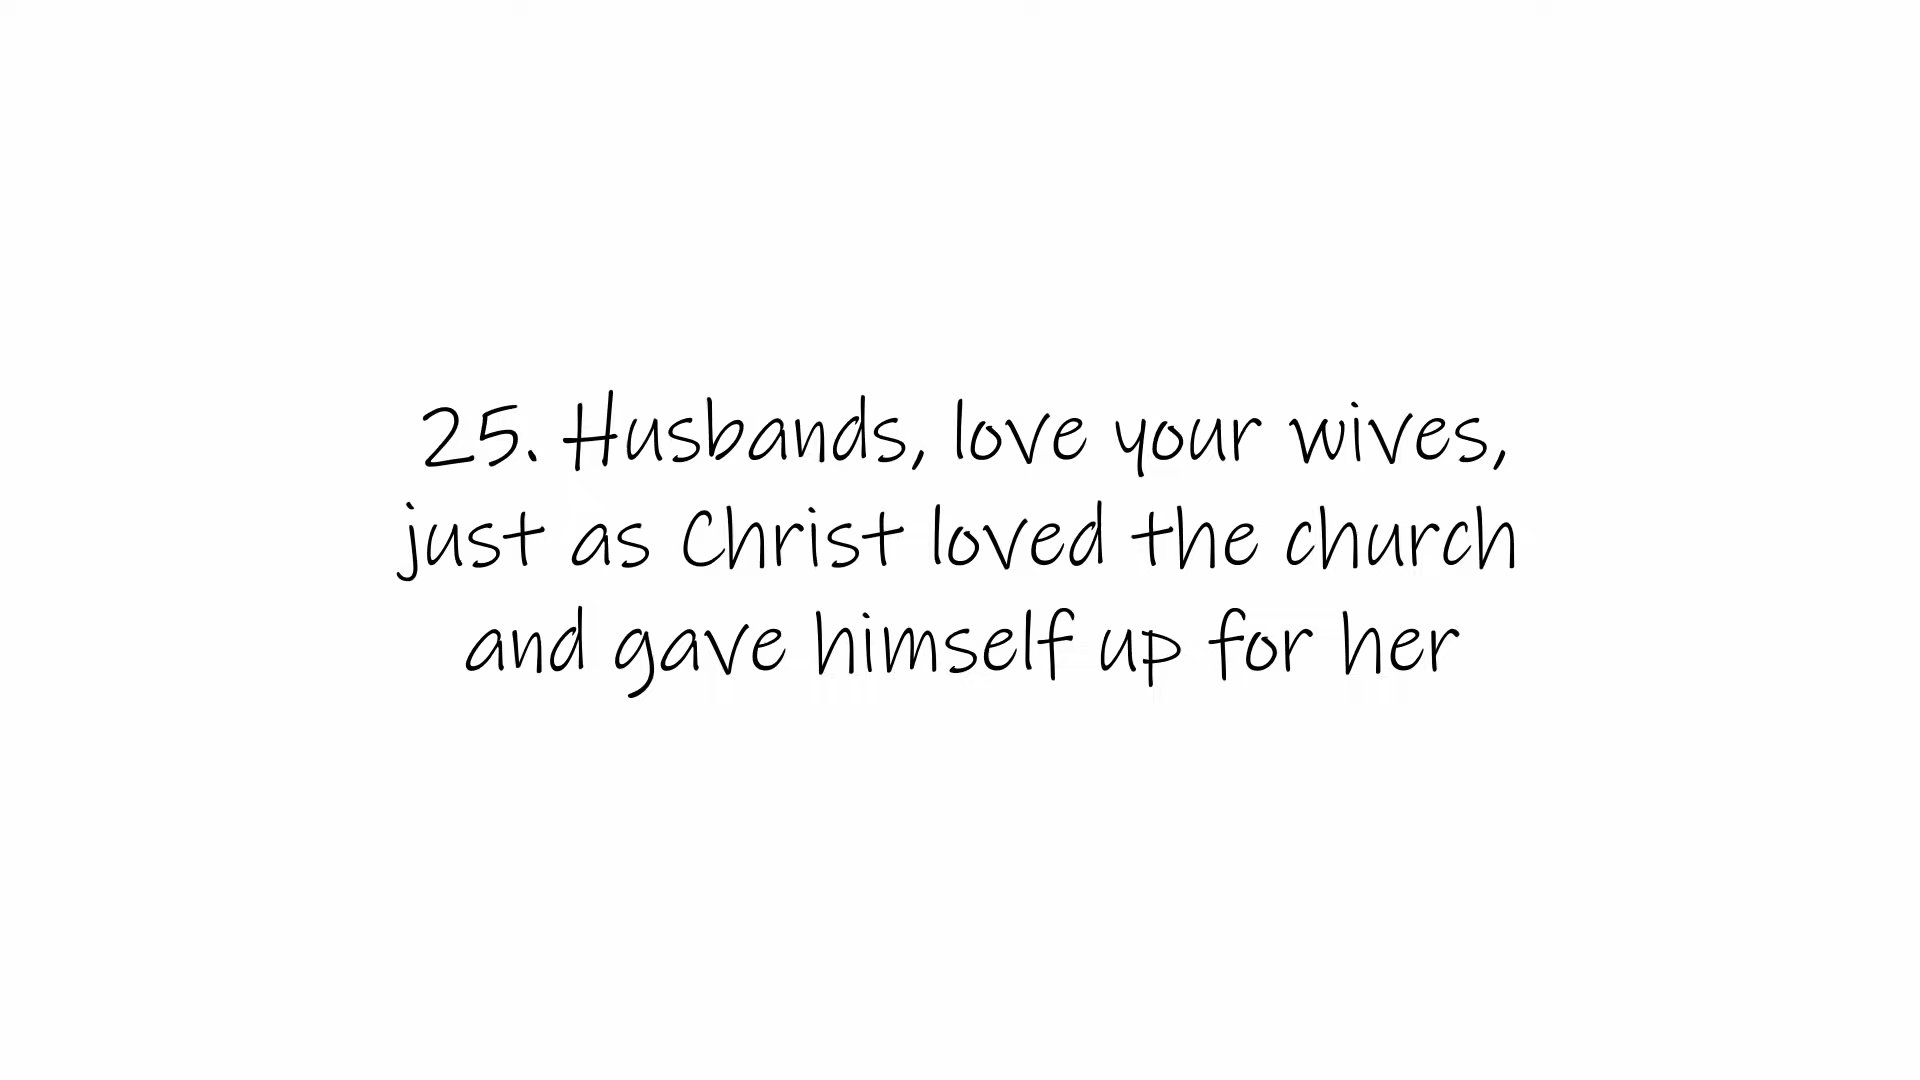 25. Husbands, love your wives,
just as Christ loved the church
and gave himself up for her